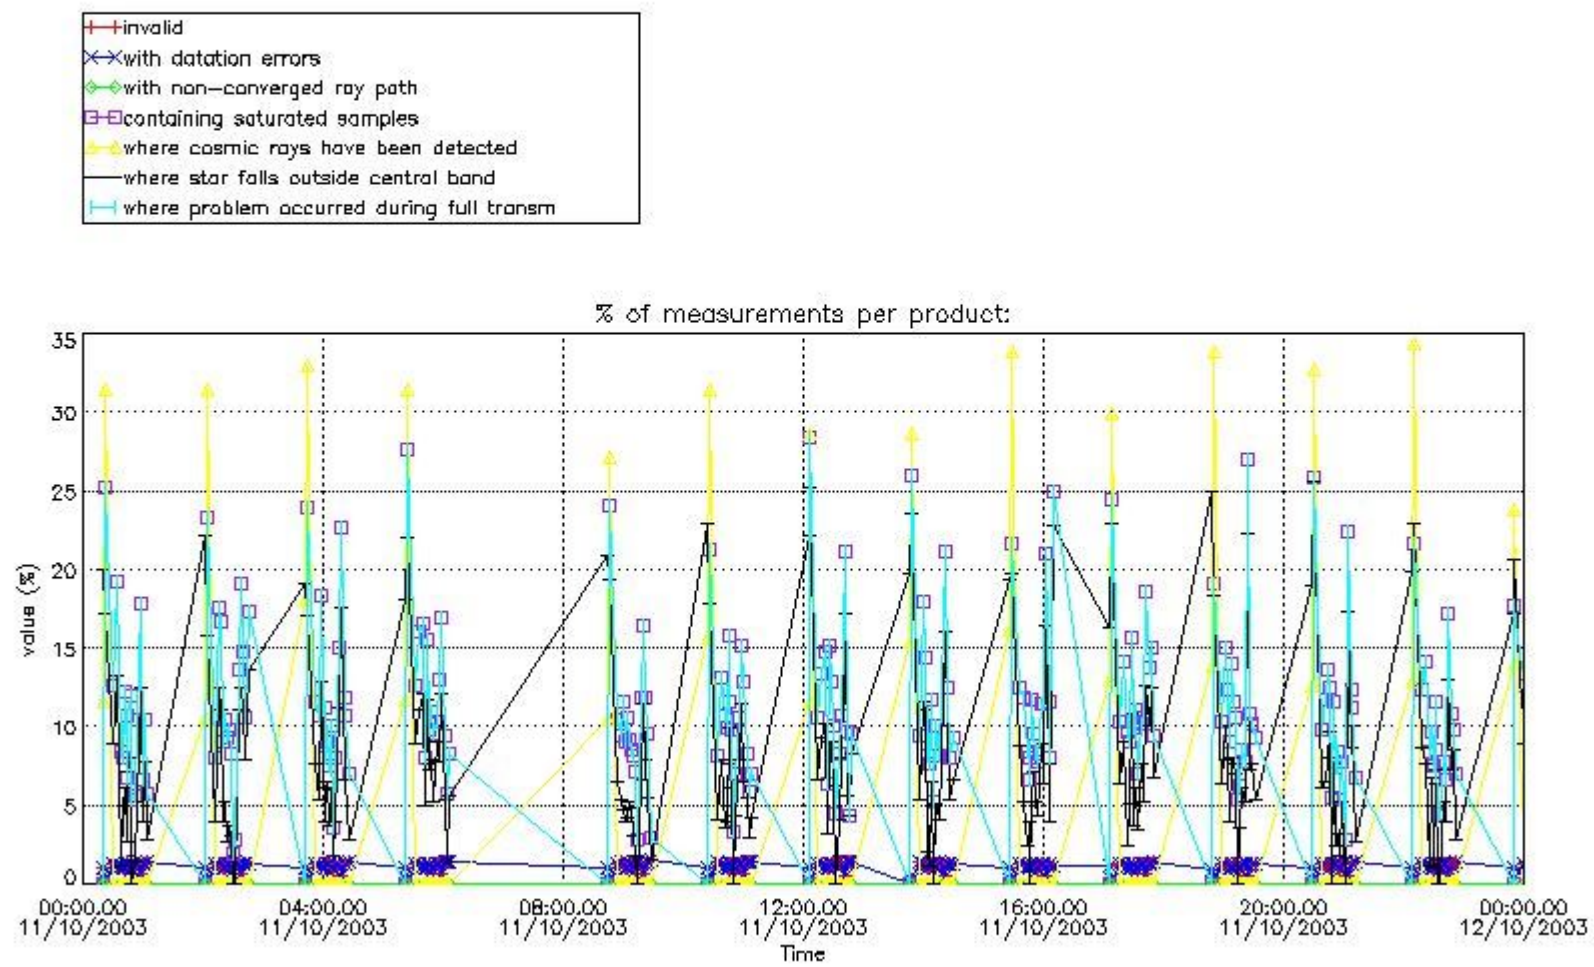 invalid
with datation errors
with non-converged ray path
containing saturated samples
where cosmic rays have been detected
where star falls outside central band
where problem occurred during full transm
% of measurements per product:
35
30
25
20
15
10
5
0
value (%)
00:00:00 04:00:00 08:00:00 12:00:00 16:00:00 20:00:00 00:00:00
11/10/2003 11/10/2003 11/10/2003 11/10/2003 11/10/2003 11/10/2003 12/10/2003
Time